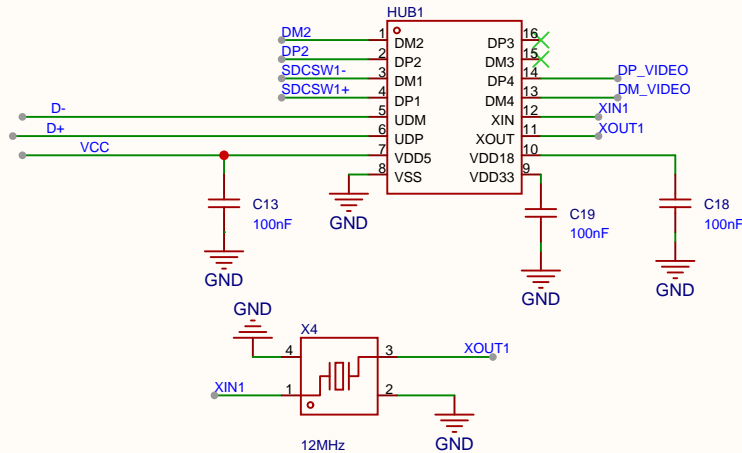 HUB1
DM2 1 DM2 DP3 16
DP2 2 DP2 DM3 15
SDCSW1- 3 DM1 DP4 14 DP_VIDEO
SDCSW1+ 4 DP1 DM4 13 DM_VIDEO
D- 5 UDM XIN 12 XIN1
D+ 6 UDP XOUT 11 XOUT1
VCC 7 VDD5 VDD18 10
8 VSS VDD33 9
GND
C13
100nF
GND
C19
100nF
GND
C18
100nF
GND
GND
X4
4 3 XOUT1
XIN1 1 2
GND
12MHz